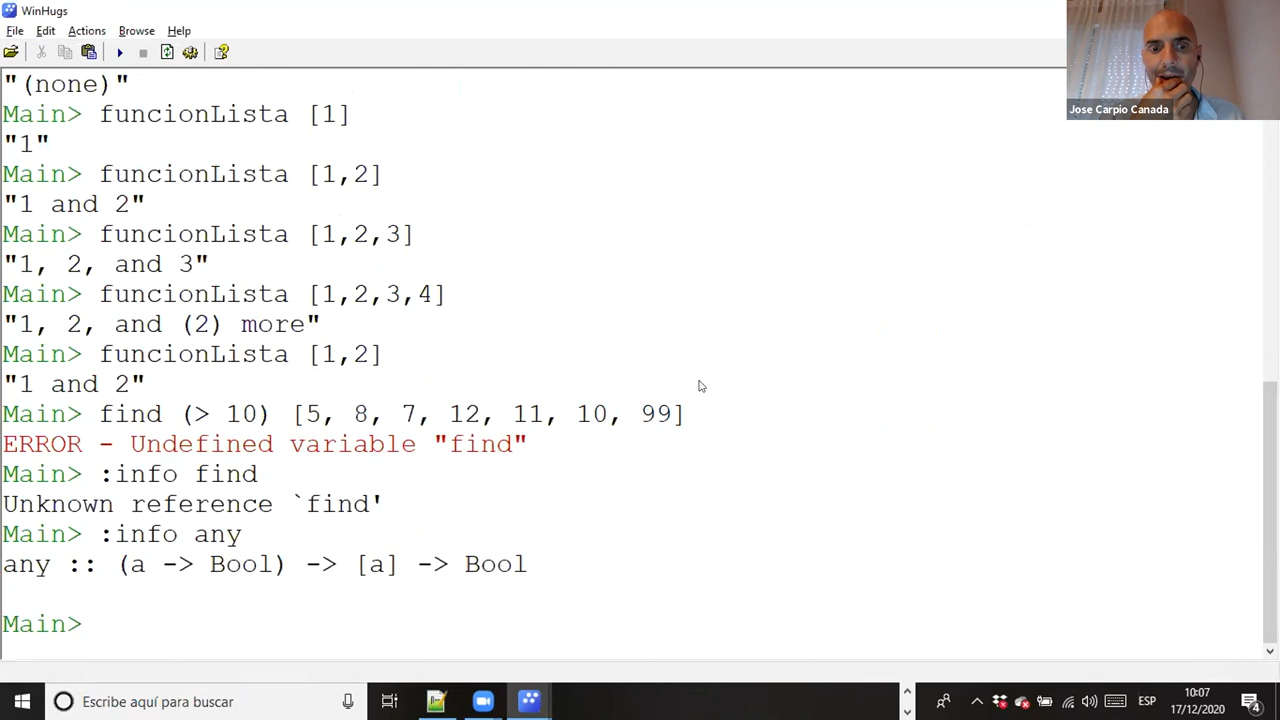 WinHugs
File Edit Actions Browse Help
"(none)"
Main> funcionLista [1]
"1"
Main> funcionLista [1,2]
"1 and 2"
Main> funcionLista [1,2,3]
"1, 2, and 3"
Main> funcionLista [1,2,3,4]
"1, 2, and (2) more"
Main> funcionLista [1,2]
"1 and 2"
Main> find (> 10) [5, 8, 7, 12, 11, 10, 99]
ERROR - Undefined variable "find"
Main> :info find
Unknown reference `find'
Main> :info any
any :: (a -> Bool) -> [a] -> Bool
Main>
Jose Carpio Canada
Escribe aquí para buscar
ESP
10:07
17/12/2020
4